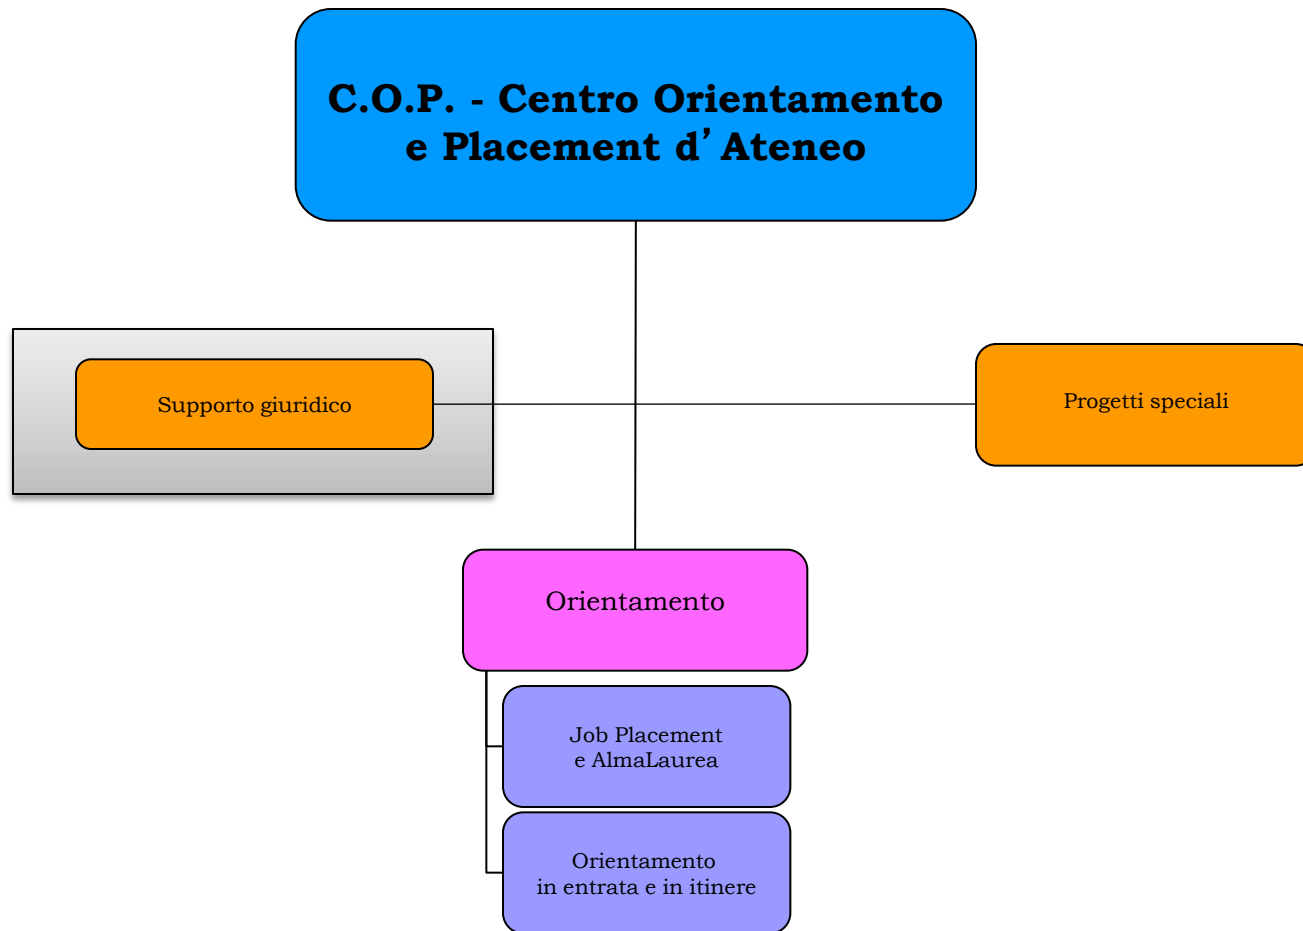 C.O.P. - Centro Orientamento
e Placement d’Ateneo
Supporto giuridico
Progetti speciali
Orientamento
Job Placement
e AlmaLaurea
Orientamento
in entrata e in itinere